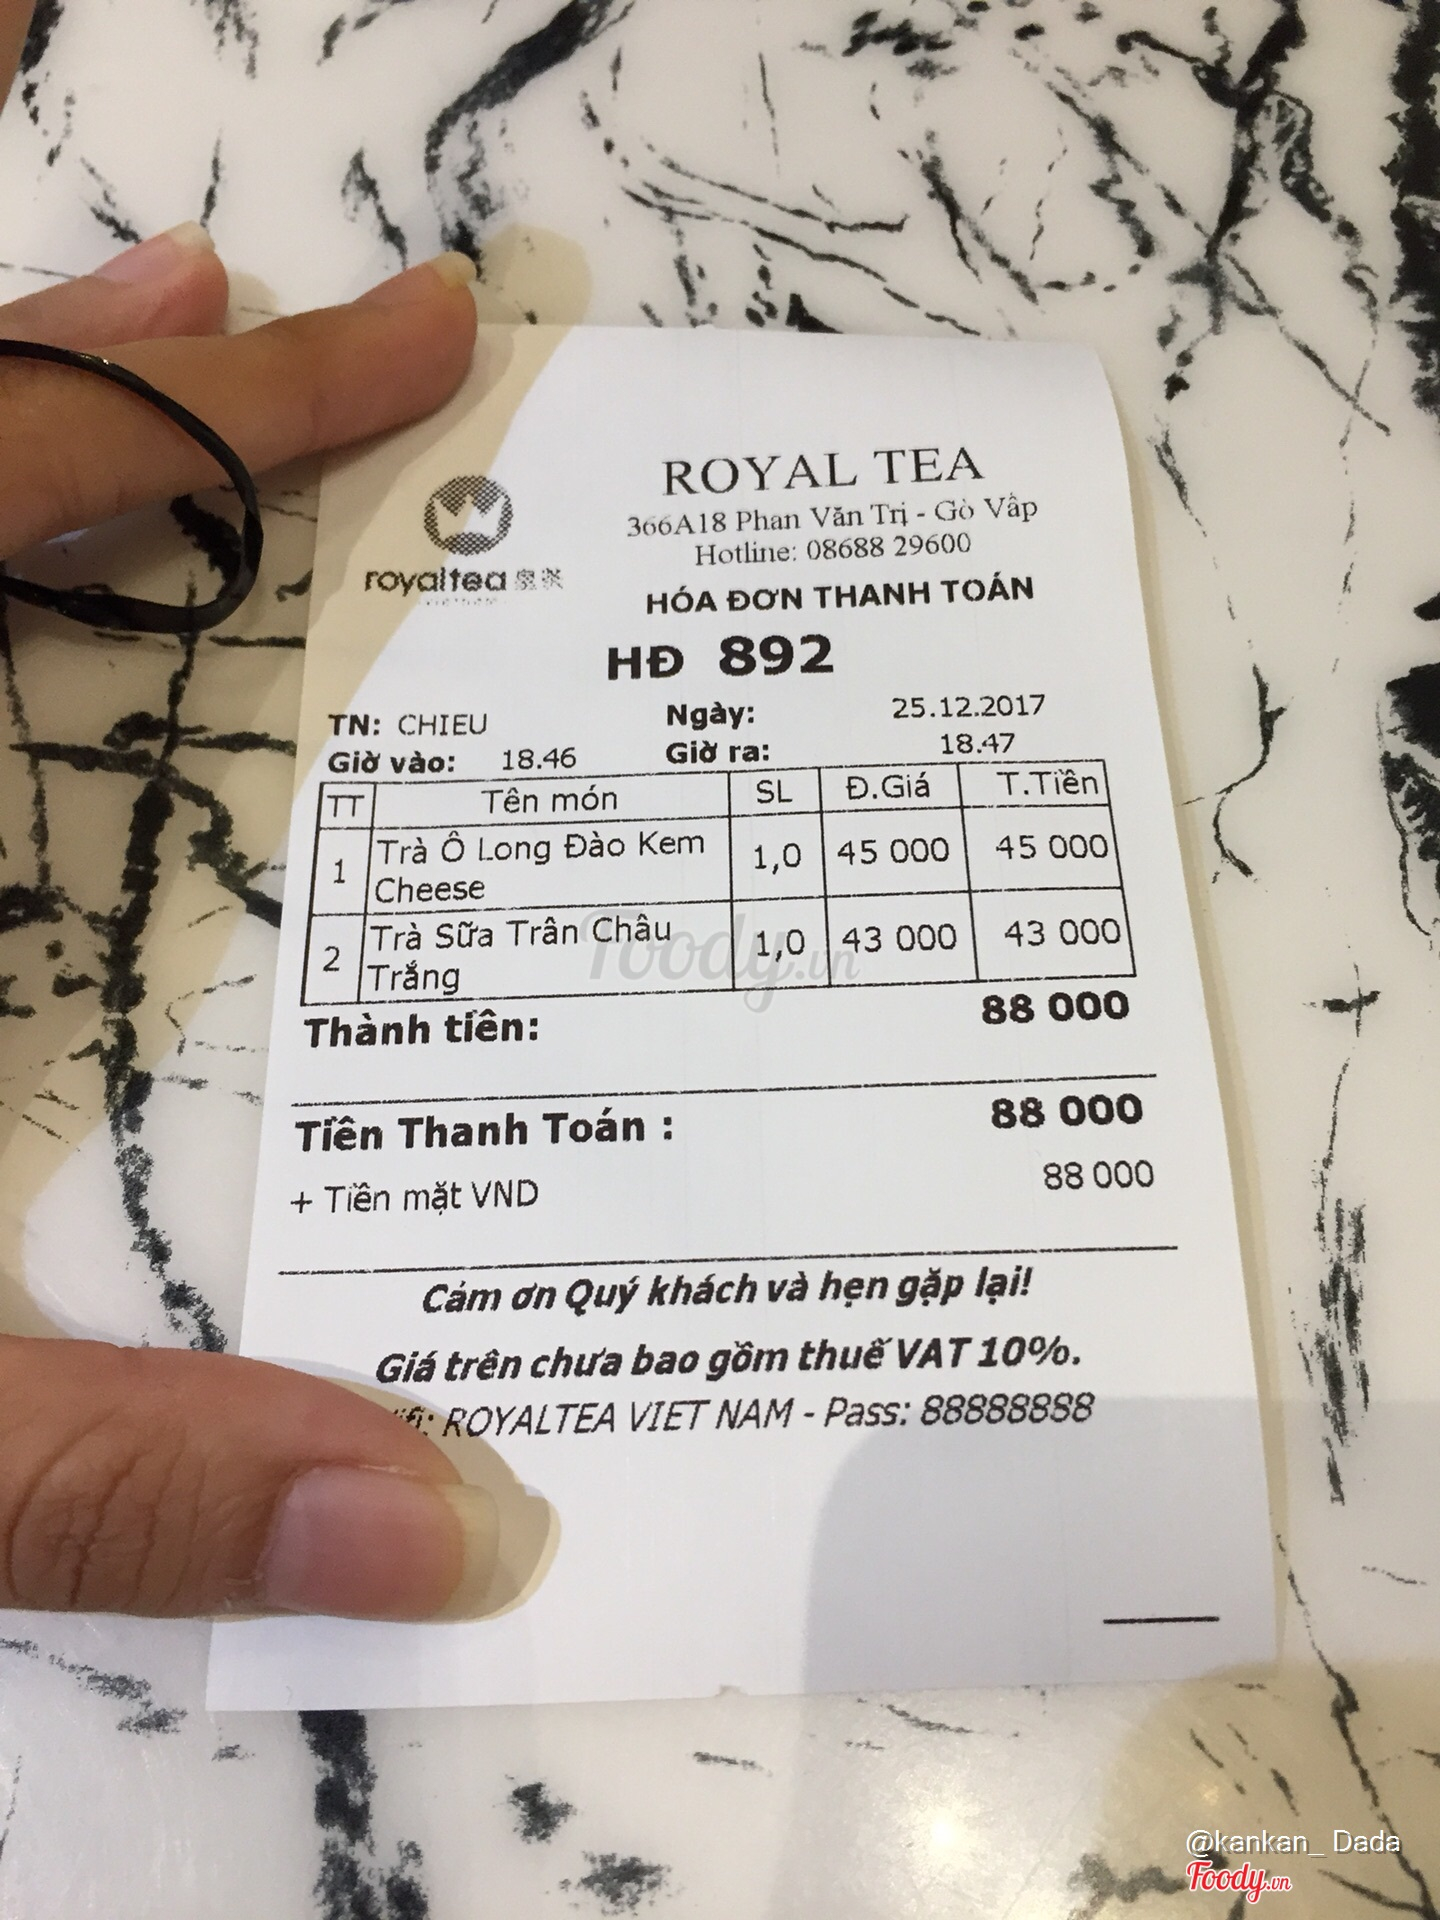 ROYAL TEA
366A18 Phan Văn Trị - Gò Vấp
Hotline: 08688 29600
royaltea
HÓA ĐƠN THANH TOÁN
HĐ 892
TN: CHIEU Ngày: 25.12.2017
Giờ vào: 18.46 Giờ ra: 18.47
TT Tên món SL Đ.Giá T.Tiền
1 Trà Ô Long Đào Kem Cheese 1,0 45 000 45 000
2 Trà Sữa Trân Châu Trắng 1,0 43 000 43 000
Thành tiền: 88 000
Tiền Thanh Toán : 88 000
+ Tiền mặt VND 88 000
Cảm ơn Quý khách và hẹn gặp lại!
Giá trên chưa bao gồm thuế VAT 10%.
ROYALTEA VIET NAM - Pass: 88888888
Foody.vn
@kankan_ Dada
Foody.vn